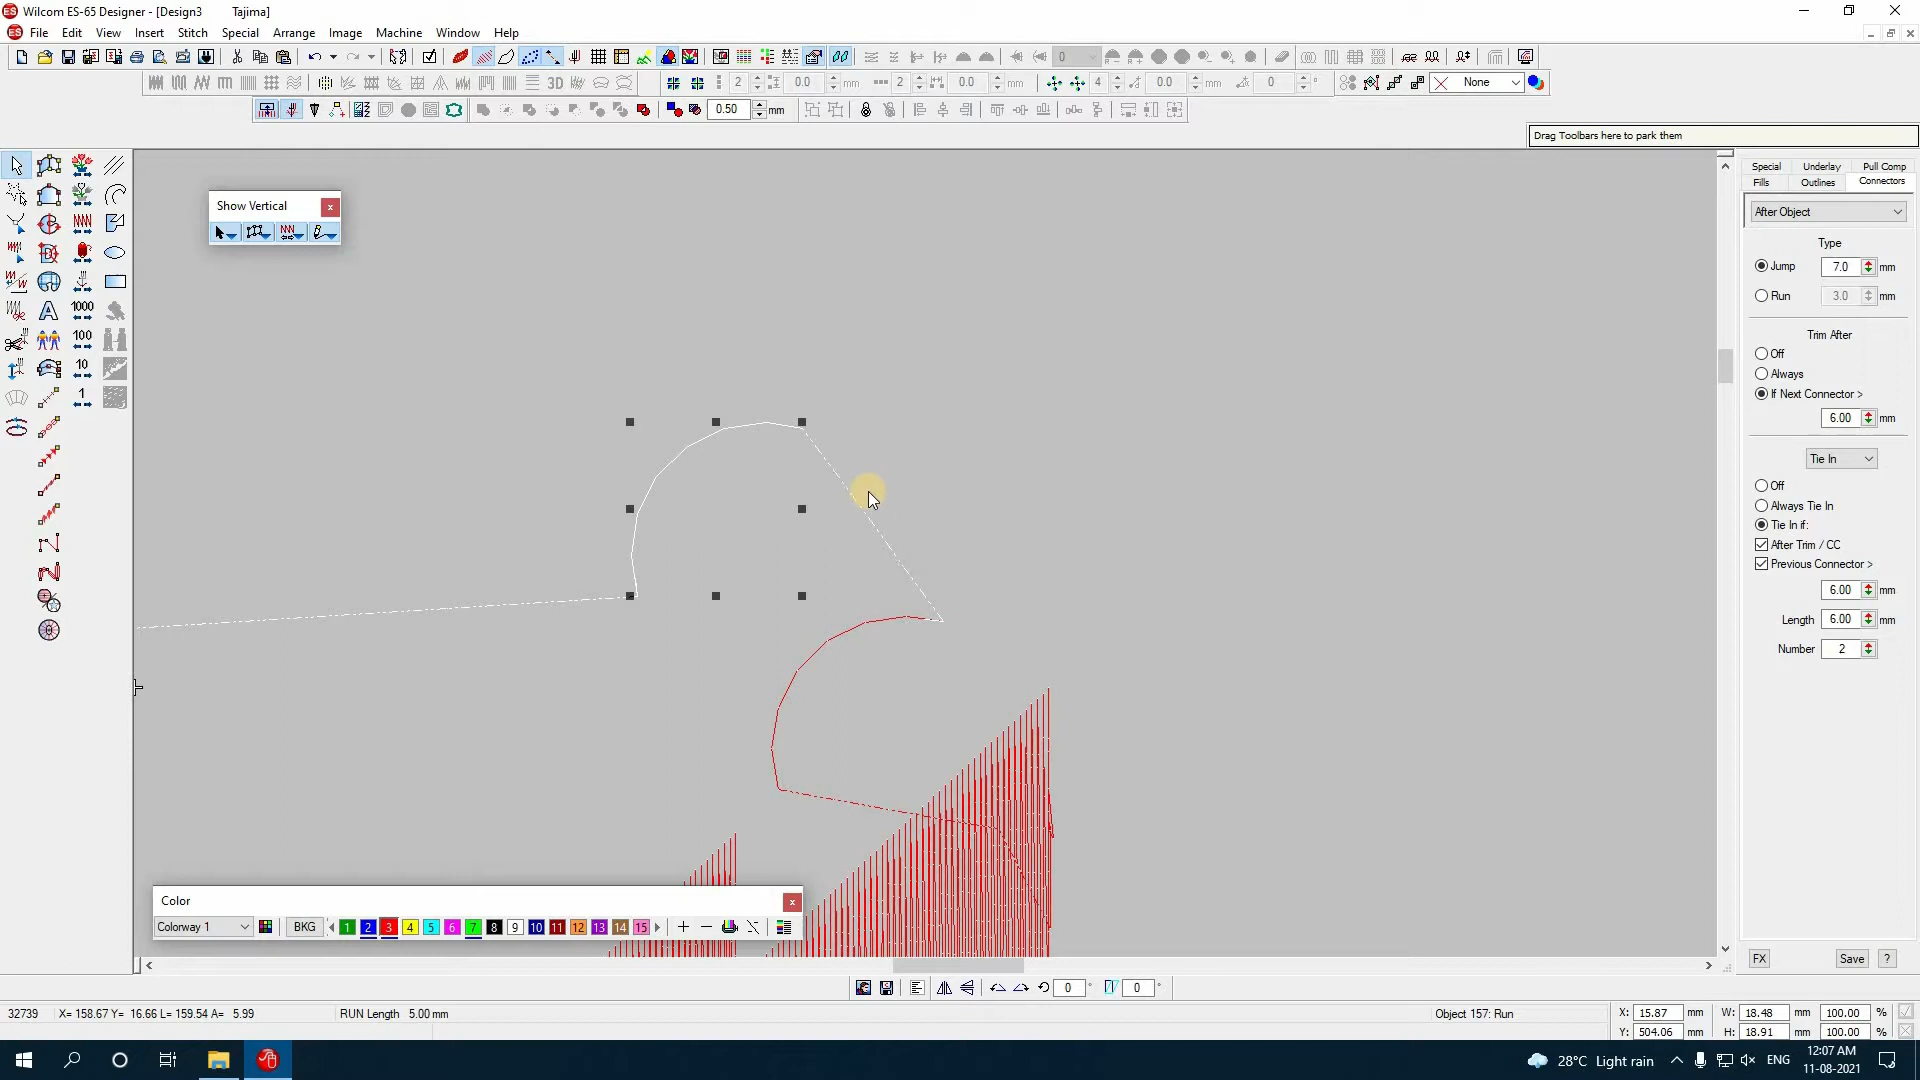 Wilcom ES-65 Designer - [Design3 Tajima]
File Edit View Insert Stitch Special Arrange Image Machine Window Help
0
3D 2 0.0 mm 2 0.0 mm 4 0.0 mm 0 ° None
0.50 mm
Drag Toolbars here to park them
Special Underlay Pull Comp
Fills Outlines Connectors
After Object
Type
Jump 7.0 mm
Run 3.0 mm
Trim After
Off
Always
If Next Connector >
6.00 mm
Tie In
Off
Always Tie In
Tie In if:
After Trim / CC
Previous Connector >
6.00 mm
Length 6.00 mm
Number 2
FX Save ?
Show Vertical x
A 1000
100
10
1
Color x
Colorway 1 BKG 1 2 3 4 5 6 7 8 9 10 11 12 13 14 15
0 ° 0 °
32739 X= 158.67 Y= 16.66 L= 159.54 A= 5.99 RUN Length 5.00 mm Object 157: Run
X: 15.87 mm W: 18.48 mm 100.00 %
Y: 504.06 mm H: 18.91 mm 100.00 %
28°C Light rain ENG 12:07 AM
11-08-2021